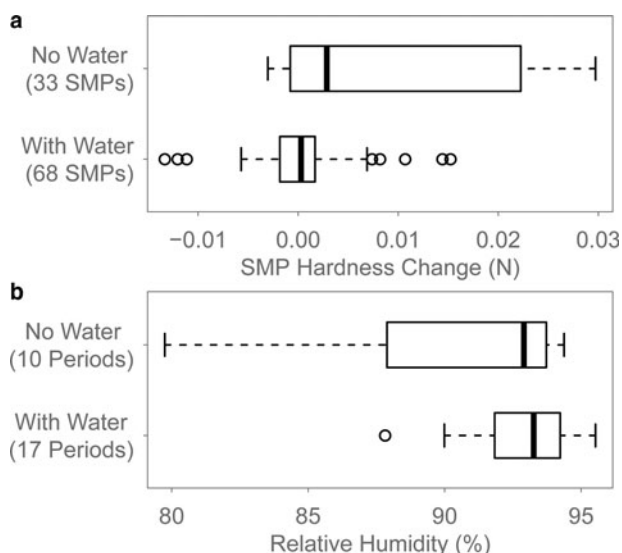 a
No Water
(33 SMPs)
With Water
(68 SMPs)
−0.01 0.00 0.01 0.02 0.03
SMP Hardness Change (N)
b
No Water
(10 Periods)
With Water
(17 Periods)
80 85 90 95
Relative Humidity (%)